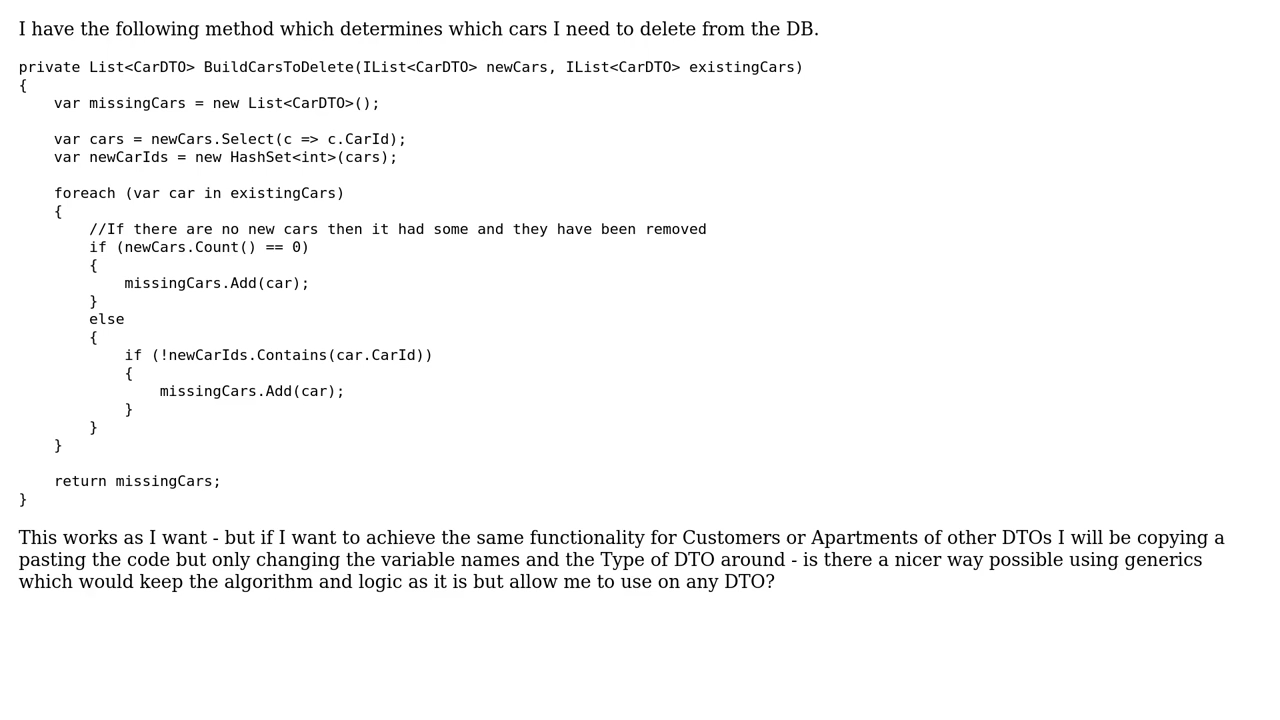 I have the following method which determines which cars I need to delete from the DB.
private List<CarDTO> BuildCarsToDelete(IList<CarDTO> newCars, IList<CarDTO> existingCars)
{
    var missingCars = new List<CarDTO>();
    var cars = newCars.Select(c => c.CarId);
    var newCarIds = new HashSet<int>(cars);
    foreach (var car in existingCars)
    {
        //If there are no new cars then it had some and they have been removed
        if (newCars.Count() == 0)
        {
            missingCars.Add(car);
        }
        else
        {
            if (!newCarIds.Contains(car.CarId))
            {
                missingCars.Add(car);
            }
        }
    }
    return missingCars;
}
This works as I want - but if I want to achieve the same functionality for Customers or Apartments of other DTOs I will be copying a
pasting the code but only changing the variable names and the Type of DTO around - is there a nicer way possible using generics
which would keep the algorithm and logic as it is but allow me to use on any DTO?